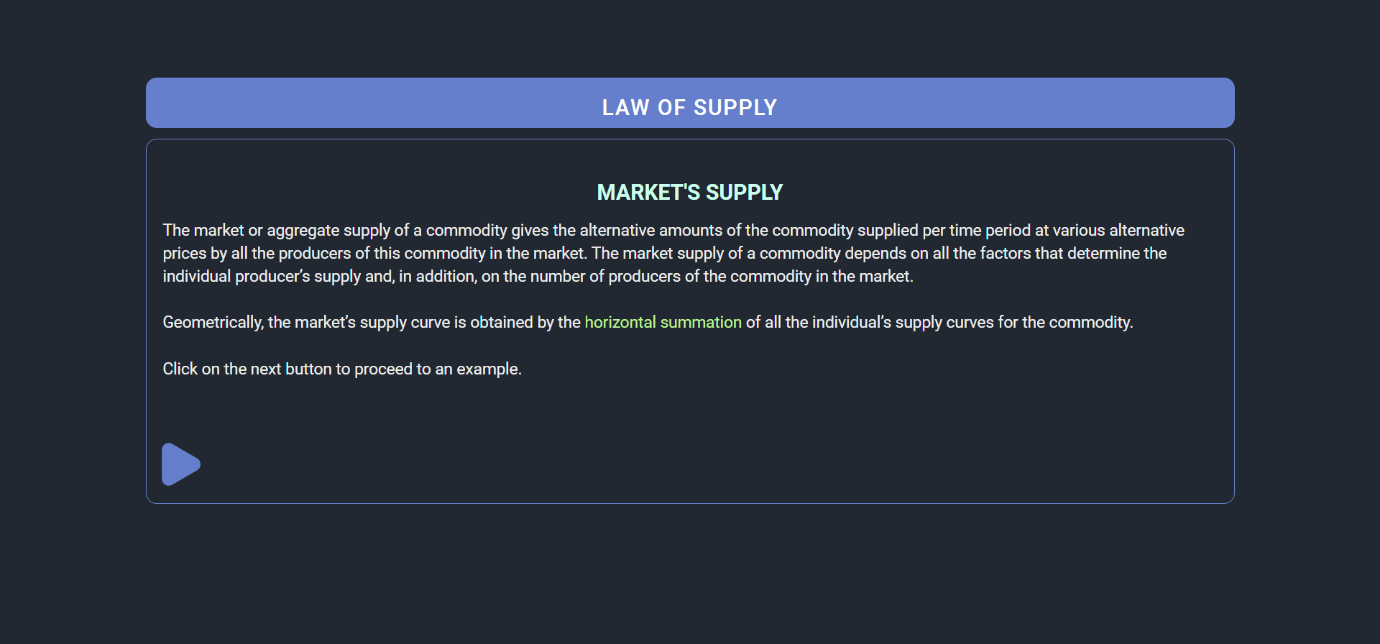 LAW OF SUPPLY
MARKET'S SUPPLY
The market or aggregate supply of a commodity gives the alternative amounts of the commodity supplied per time period at various alternative
prices by all the producers of this commodity in the market. The market supply of a commodity depends on all the factors that determine the
individual producer’s supply and, in addition, on the number of producers of the commodity in the market.
Geometrically, the market’s supply curve is obtained by the horizontal summation of all the individual’s supply curves for the commodity.
Click on the next button to proceed to an example.